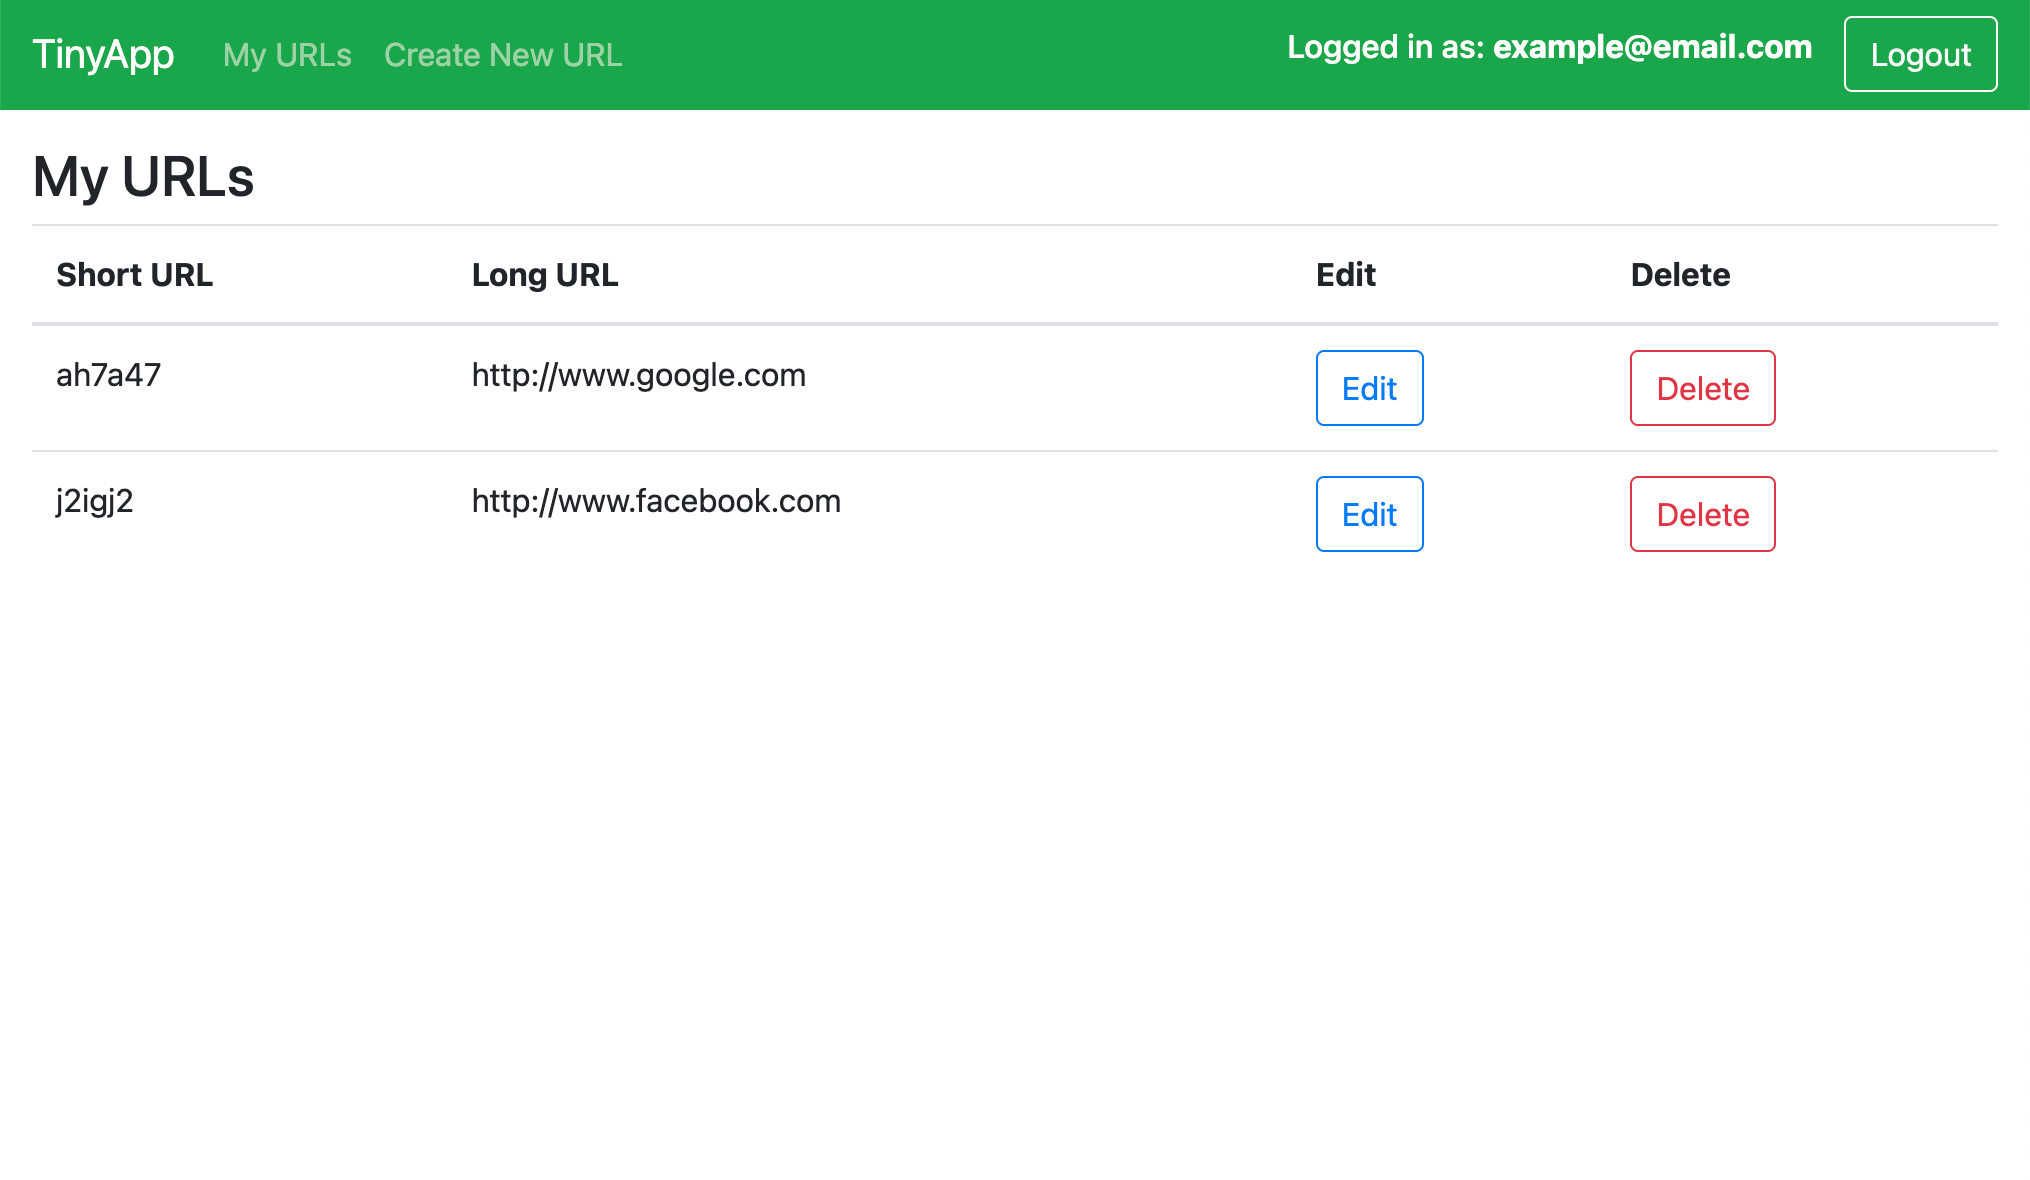 TinyApp My URLs Create New URL Logged in as: example@email.com Logout
My URLs
Short URL Long URL Edit Delete
ah7a47 http://www.google.com Edit Delete
j2igj2 http://www.facebook.com Edit Delete